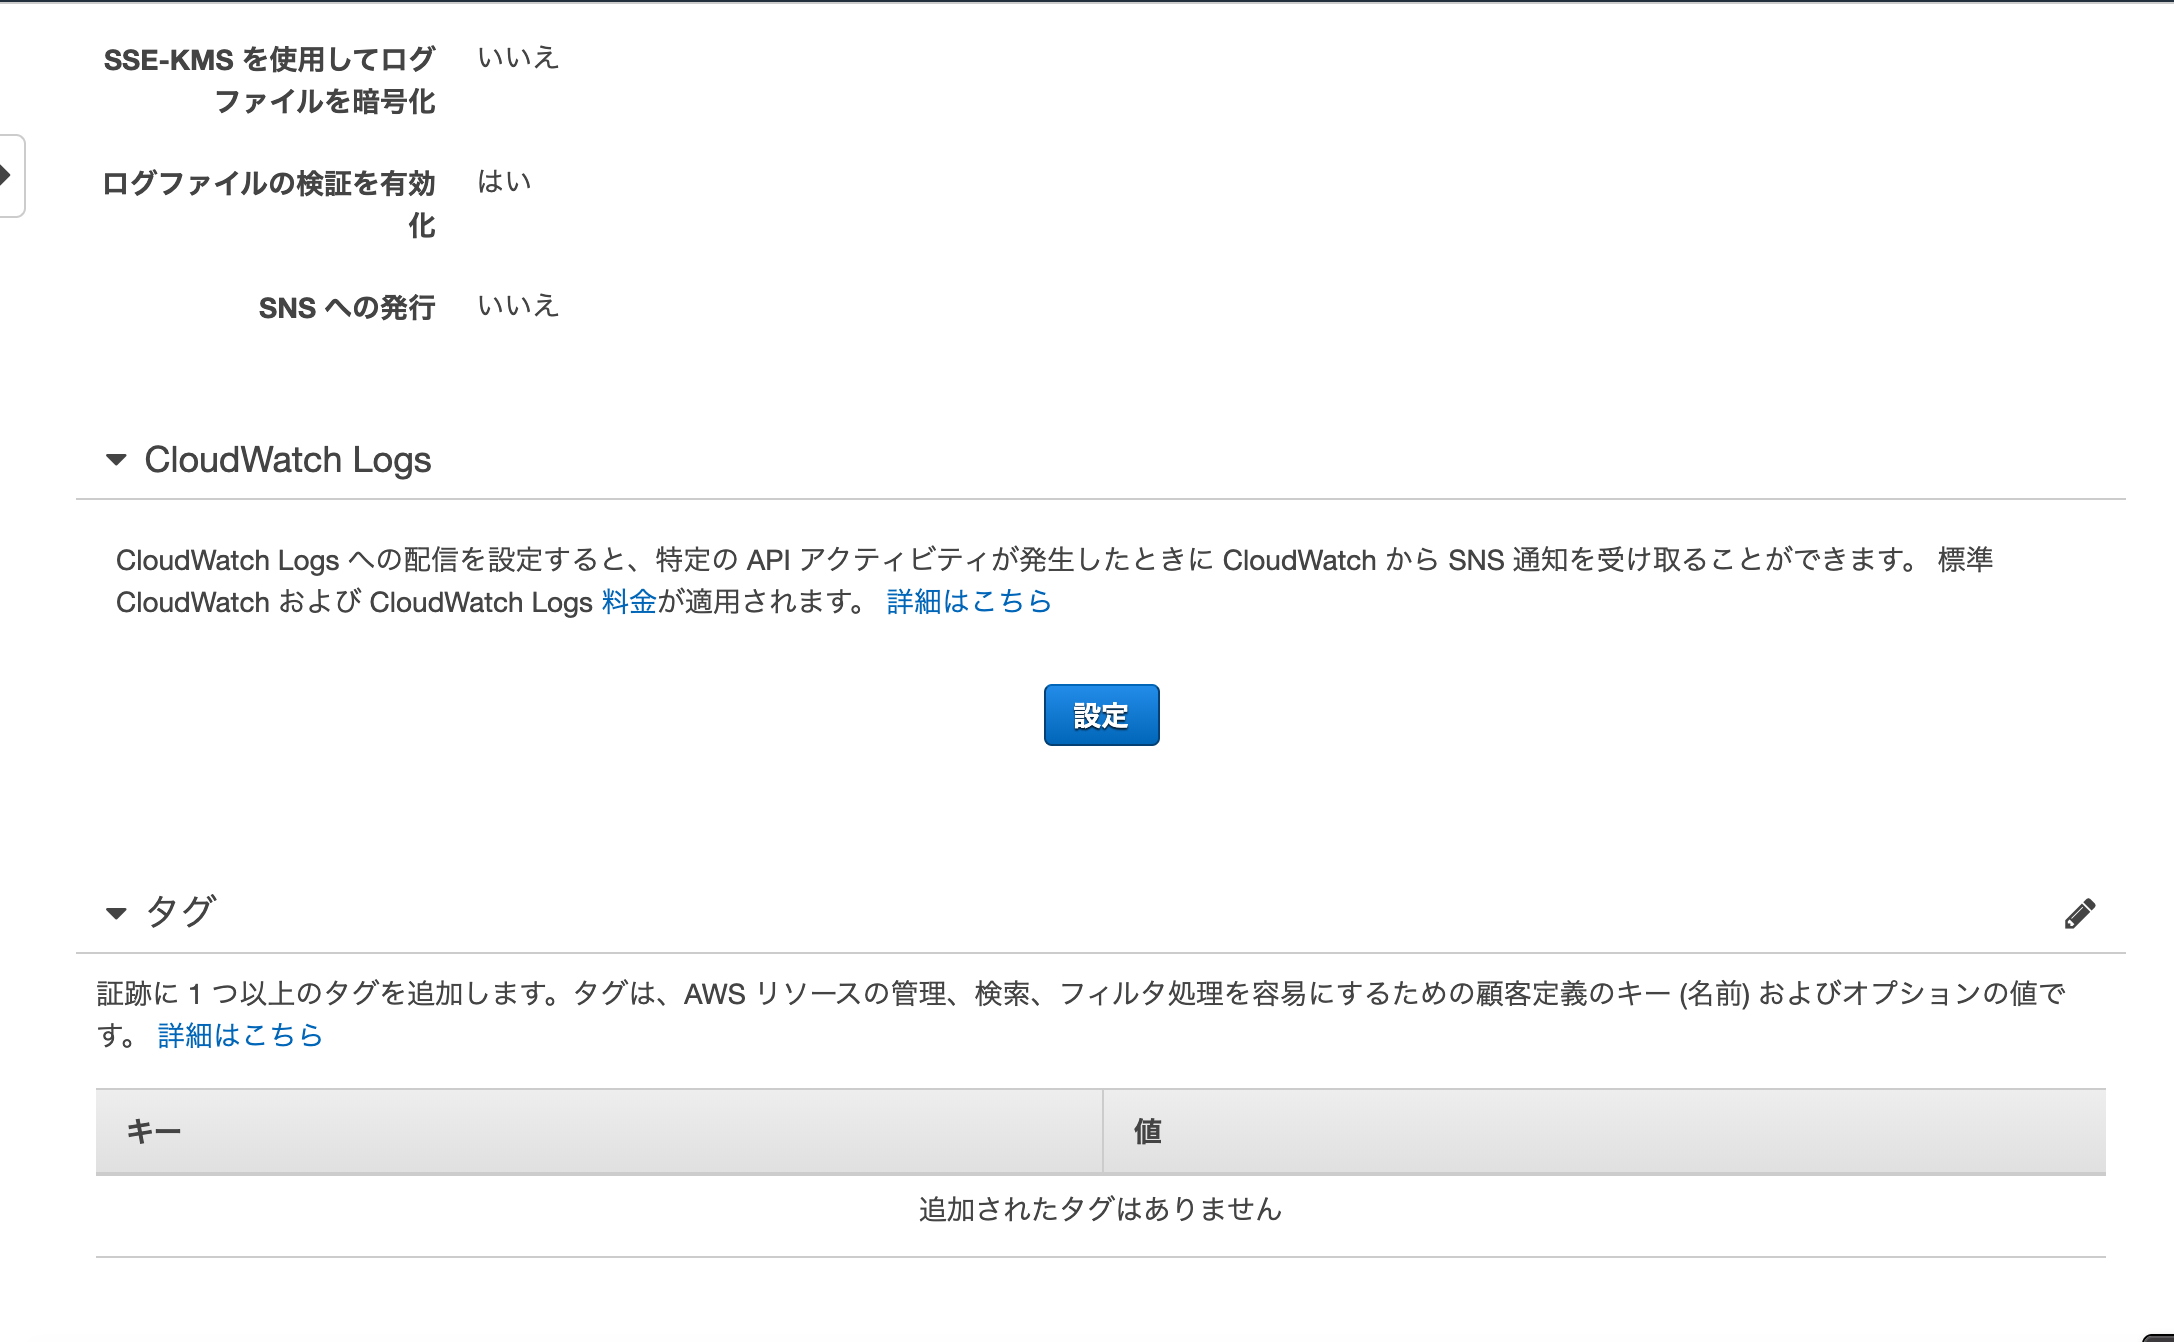 SSE-KMS を使用してログ いいえ
ファイルを暗号化
ログファイルの検証を有効 はい
化
SNS への発行 いいえ
CloudWatch Logs
CloudWatch Logs への配信を設定すると、特定の API アクティビティが発生したときに CloudWatch から SNS 通知を受け取ることができます。 標準
CloudWatch および CloudWatch Logs 料金が適用されます。 詳細はこちら
設定
タグ
証跡に 1 つ以上のタグを追加します。タグは、AWS リソースの管理、検索、フィルタ処理を容易にするための顧客定義のキー (名前) およびオプションの値で
す。 詳細はこちら
キー 値
追加されたタグはありません